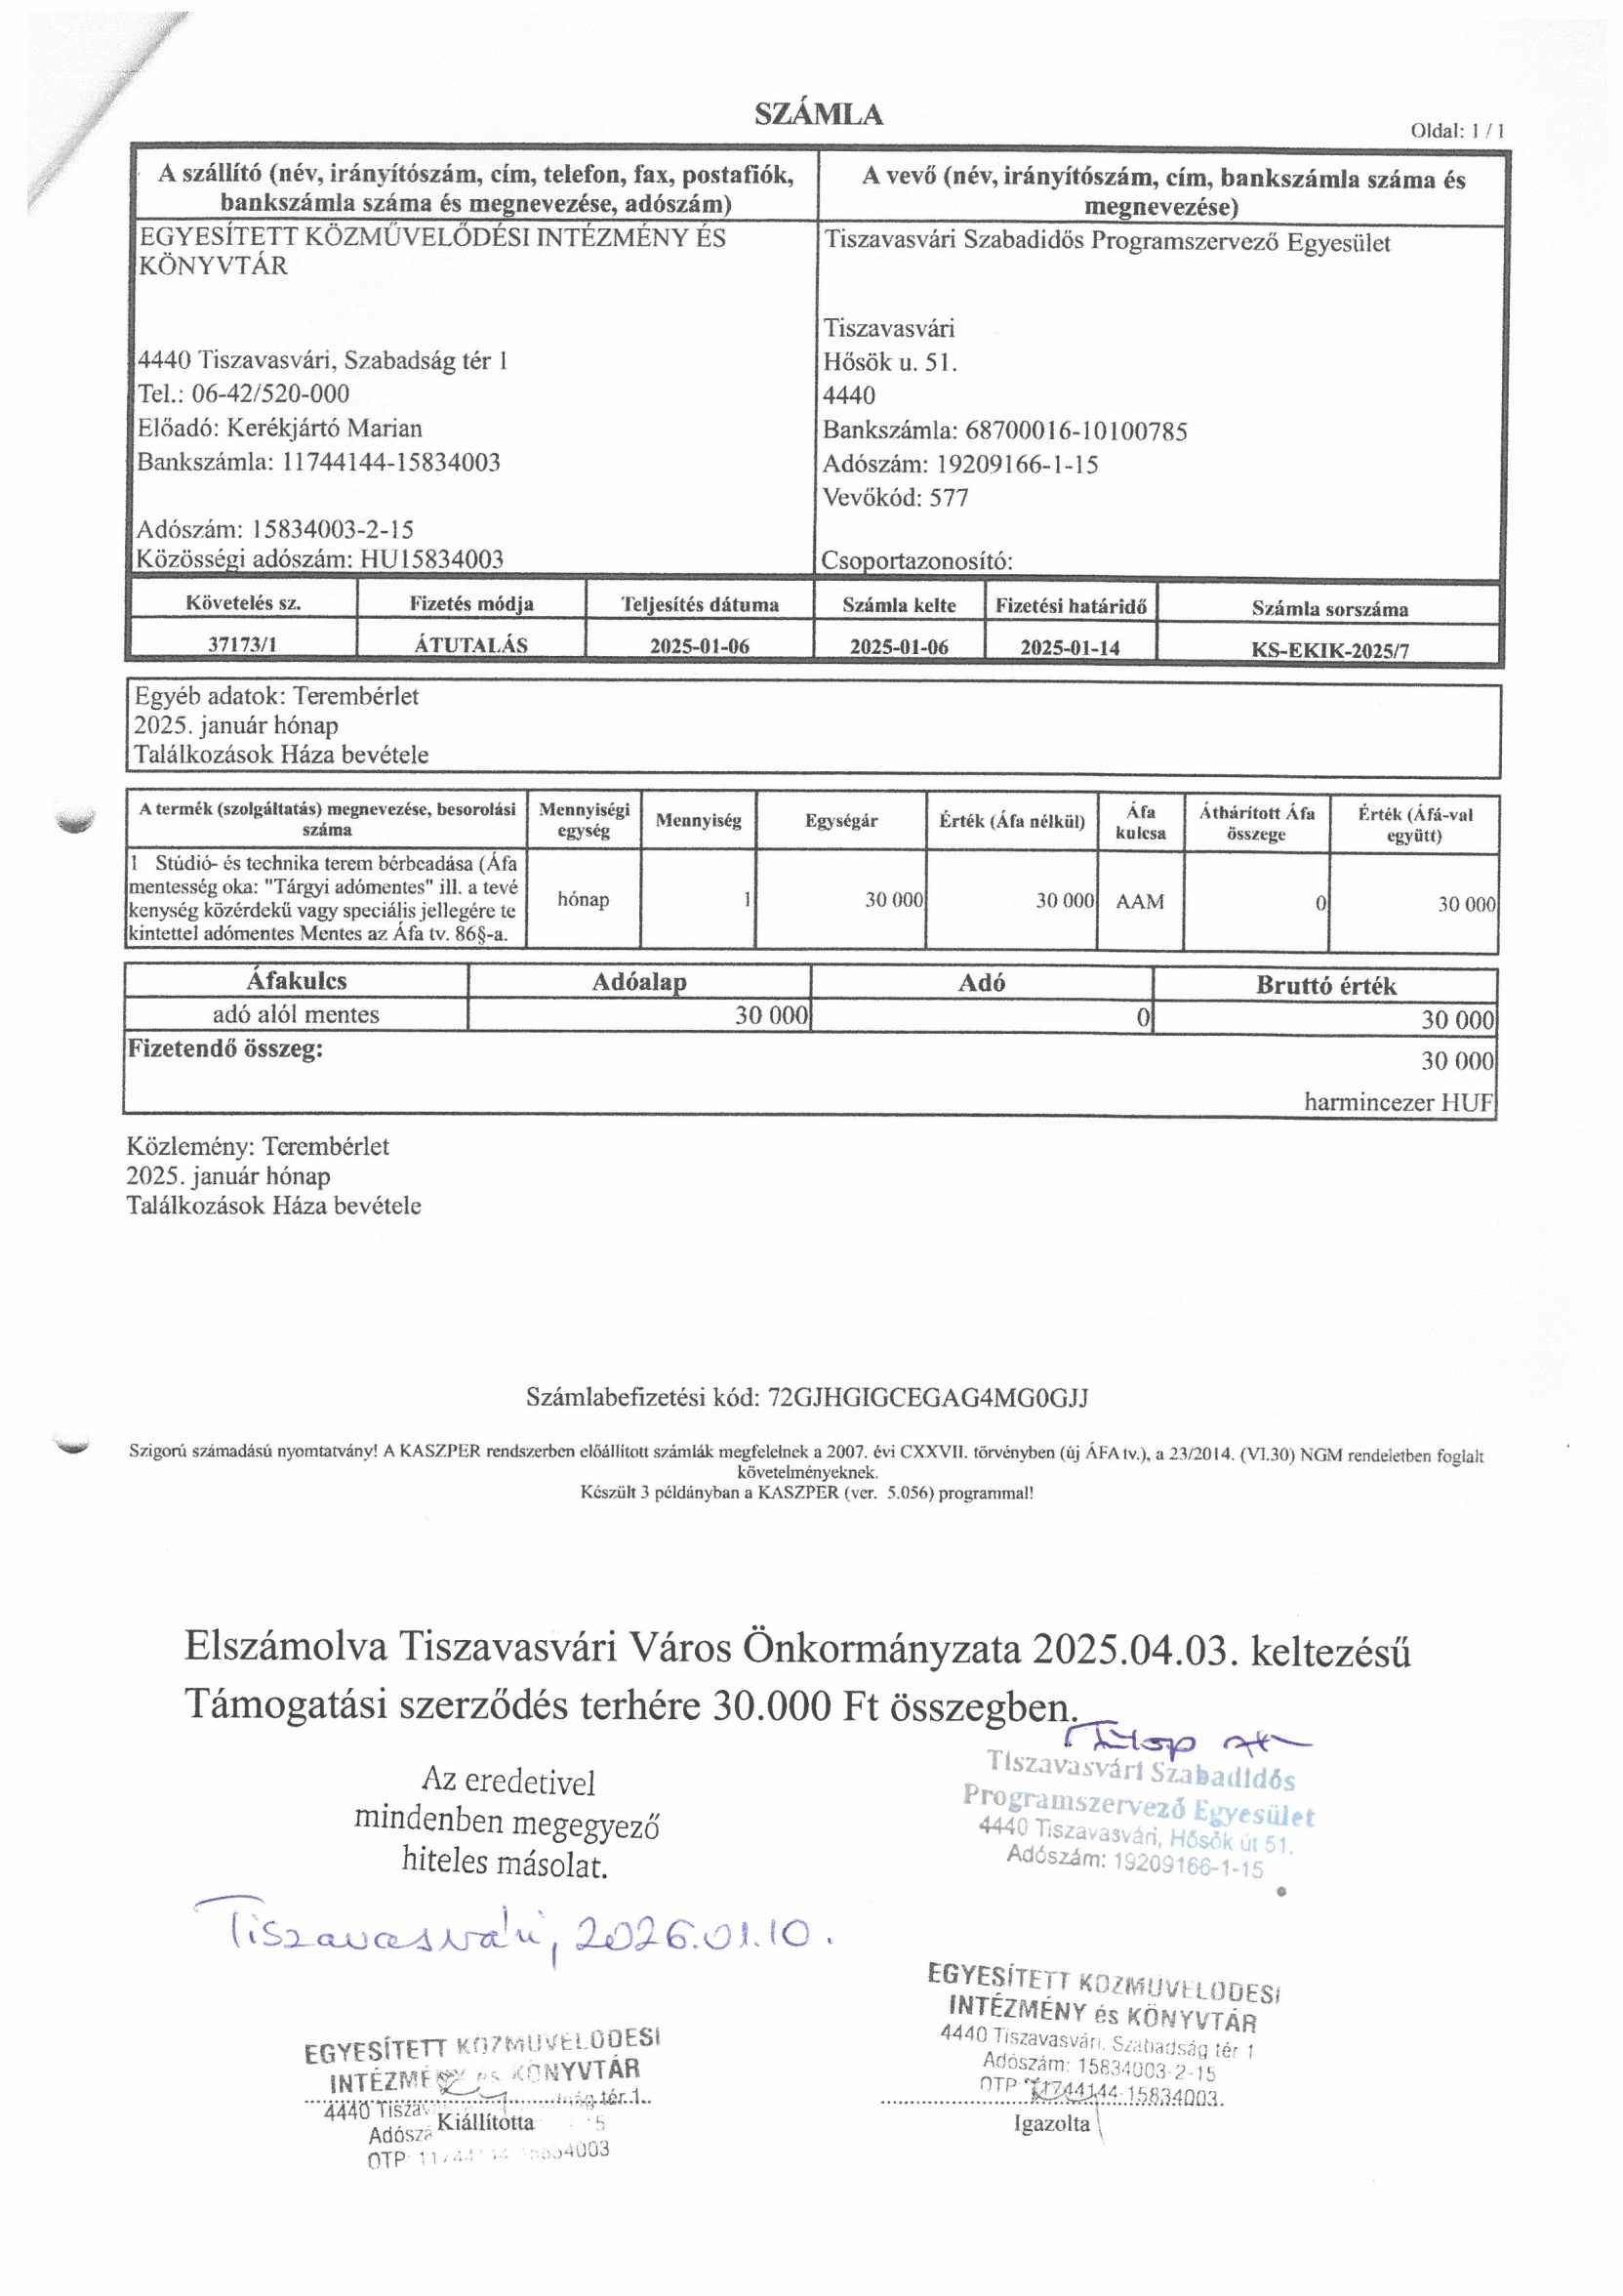 SZÁMLA
Oldal: 1 / 1
A szállító (név, irányítószám, cím, telefon, fax, postafiók,
bankszámla száma és megnevezése, adószám)
A vevő (név, irányítószám, cím, bankszámla száma és
megnevezése)
EGYESÍTETT KÖZMŰVELŐDÉSI INTÉZMÉNY ÉS
KÖNYVTÁR
4440 Tiszavasvári, Szabadság tér 1
Tel.: 06-42/520-000
Előadó: Kerékjártó Marian
Bankszámla: 11744144-15834003
Adószám: 15834003-2-15
Közösségi adószám: HU15834003
Tiszavasvári Szabadidős Programszervező Egyesület
Tiszavasvári
Hősök u. 51.
4440
Bankszámla: 68700016-10100785
Adószám: 19209166-1-15
Vevőkód: 577
Csoportazonosító:
Követelés sz. Fizetés módja Teljesítés dátuma Számla kelte Fizetési határidő Számla sorszáma
37173/1 ÁTUTALÁS 2025-01-06 2025-01-06 2025-01-14 KS-EKIK-2025/7
Egyéb adatok: Terembérlet
2025. január hónap
Találkozások Háza bevétele
A termék (szolgáltatás) megnevezése, besorolási
száma
Mennyiségi
egység
Mennyiség
Egységár
Érték (Áfa nélkül)
Áfa
kulcsa
Áthárított Áfa
összege
Érték (Áfá-val
együtt)
1 Stúdió- és technika terem bérbeadása (Áfa
mentesség oka: "Tárgyi adómentes" ill. a tevé
kenység közérdekű vagy speciális jellegére te
kintettel adómentes Mentes az Áfa tv. 86§-a.
hónap 1 30 000 30 000 AAM 0 30 000
Áfakulcs Adóalap Adó Bruttó érték
adó alól mentes 30 000 0 30 000
Fizetendő összeg: 30 000
harmincezer HUF
Közlemény: Terembérlet
2025. január hónap
Találkozások Háza bevétele
Számlabefizetési kód: 72GJHGIGCEGAG4MG0GJJ
Szigorú számadású nyomtatvány! A KASZPER rendszerben előállított számlák megfelelnek a 2007. évi CXXVII. törvényben (új ÁFA tv.), a 23/2014. (VI.30) NGM rendeletben foglalt
követelményeknek.
Készült 3 példányban a KASZPER (ver. 5.056) programmal!
Elszámolva Tiszavasvári Város Önkormányzata 2025.04.03. keltezésű
Támogatási szerződés terhére 30.000 Ft összegben.
Tiszavasvári Szabadidős
Programszervező Egyesület
4440 Tiszavasvári, Hősök út 51.
Adószám: 19209166-1-15
Az eredetivel
mindenben megegyező
hiteles másolat.
Tiszavasvári, 2026.01.10.
EGYESÍTETT KÖZMŰVELŐDÉSI
INTÉZMÉNY és KÖNYVTÁR
4440 Tiszavasvári, Szabadság tér 1
Adószám: 15834003-2-15
OTP 11744144-15834003
Igazolta
EGYESÍTETT KÖZMŰVELŐDÉSI
INTÉZMÉNY és KÖNYVTÁR
tér 1.
Kiállította